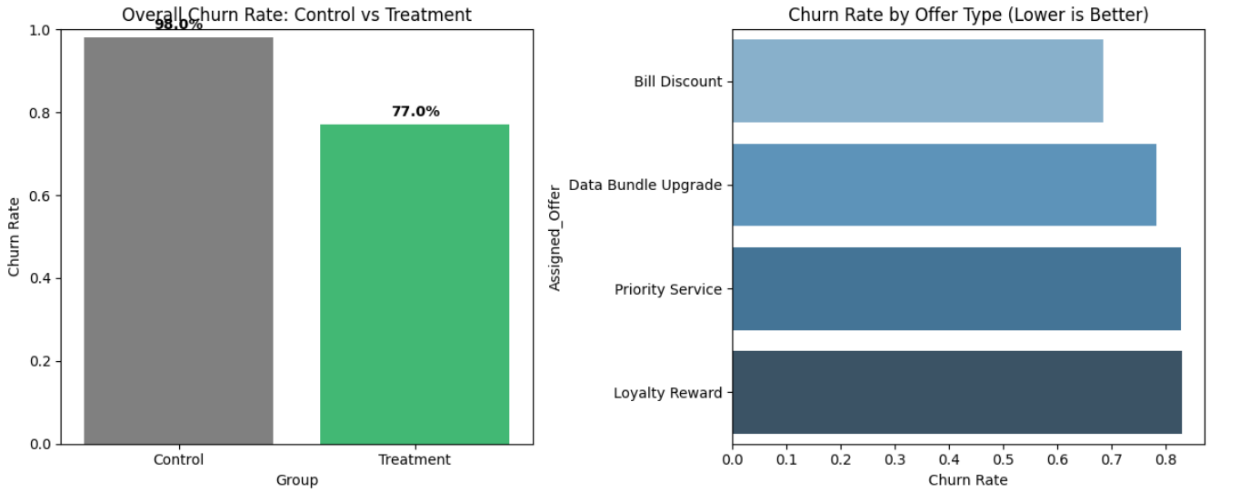 Overall Churn Rate: Control vs Treatment
98.0%
77.0%
1.0
0.8
0.6
0.4
0.2
0.0
Churn Rate
Control
Treatment
Group
Churn Rate by Offer Type (Lower is Better)
Assigned_Offer
Bill Discount
Data Bundle Upgrade
Priority Service
Loyalty Reward
0.0 0.1 0.2 0.3 0.4 0.5 0.6 0.7 0.8
Churn Rate